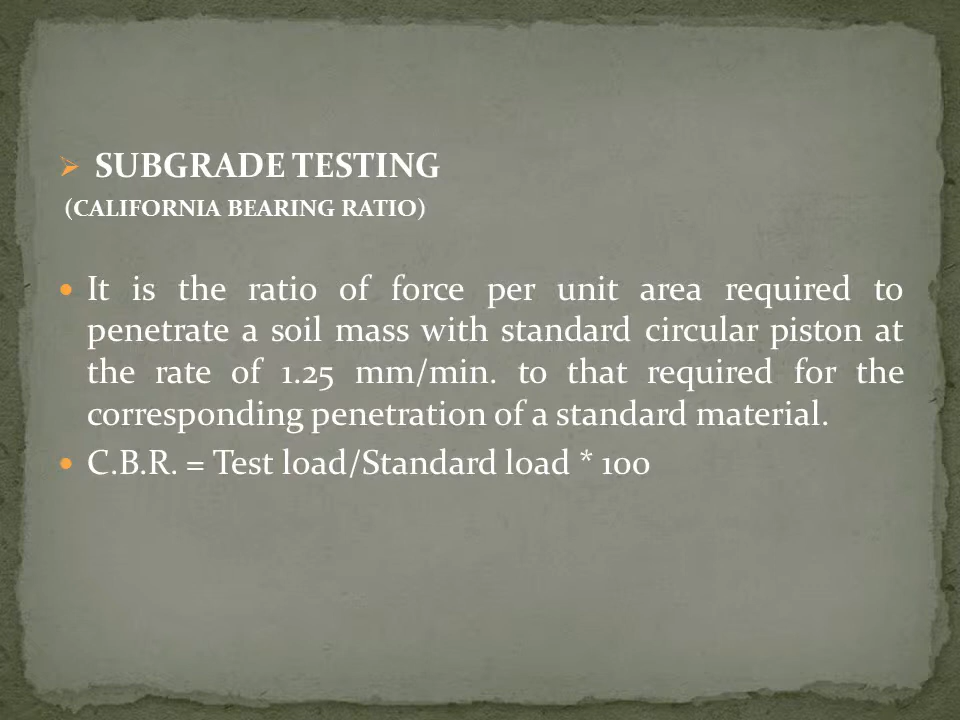 SUBGRADE TESTING
(CALIFORNIA BEARING RATIO)
It is the ratio of force per unit area required to
penetrate a soil mass with standard circular piston at
the rate of 1.25 mm/min. to that required for the
corresponding penetration of a standard material.
C.B.R. = Test load/Standard load * 100